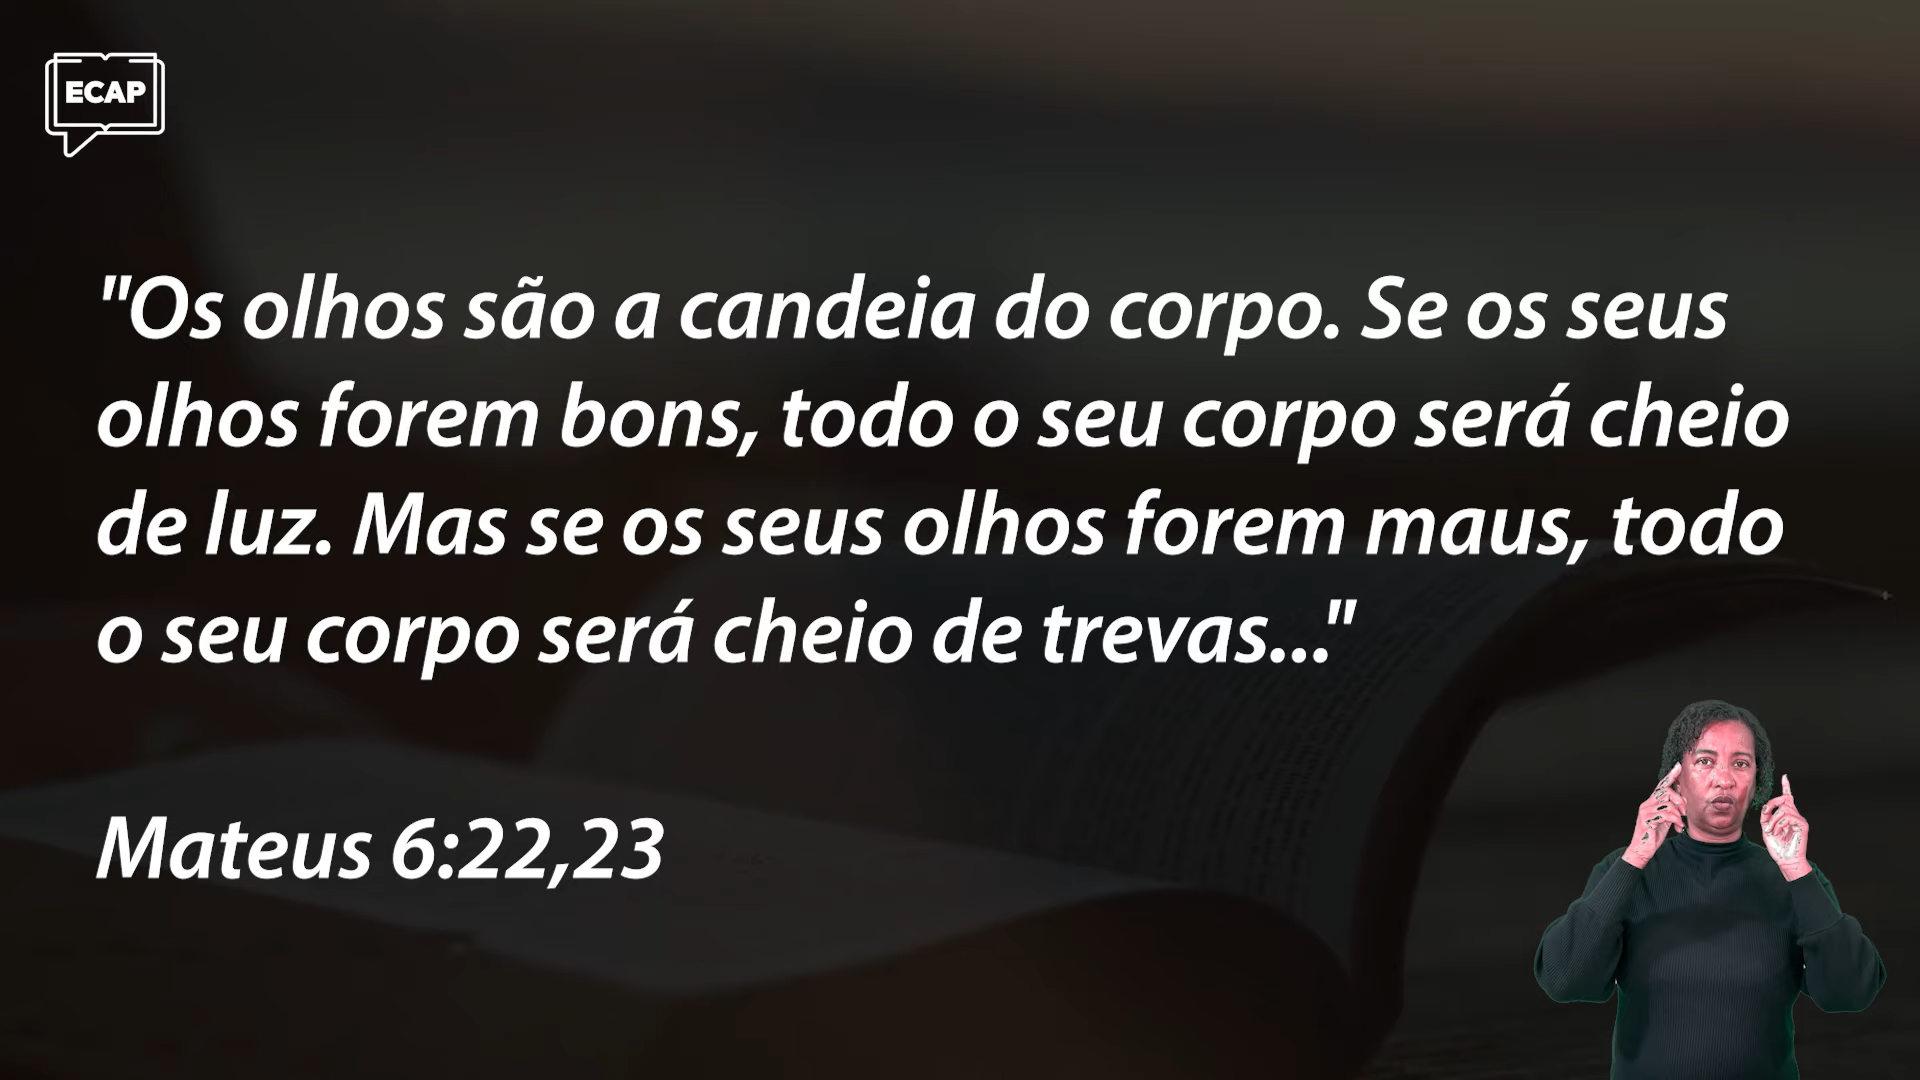 ECAP
"Os olhos são a candeia do corpo. Se os seus
olhos forem bons, todo o seu corpo será cheio
de luz. Mas se os seus olhos forem maus, todo
o seu corpo será cheio de trevas..."
Mateus 6:22,23